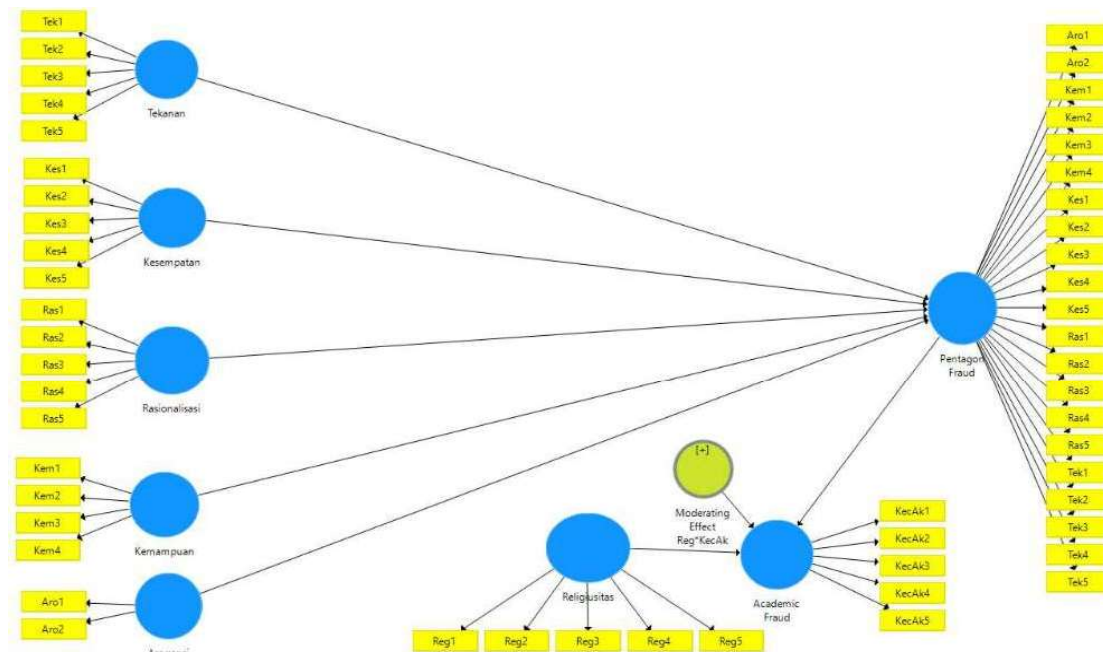 Tek1
Tek2
Tek3
Tek4
Tek5
Tekanan
Kes1
Kes2
Kes3
Kes4
Kes5
Kesempatan
Ras1
Ras2
Ras3
Ras4
Ras5
Rasionalisasi
Kem1
Kem2
Kem3
Kem4
Kemampuan
Aro1
Aro2
[+]
Moderating
Effect
Reg*KecAk
Religiusitas
Reg1
Reg2
Reg3
Reg4
Reg5
Academic
Fraud
KecAk1
KecAk2
KecAk3
KecAk4
KecAk5
Pentagon
Fraud
Aro1
Aro2
Kem1
Kem2
Kem3
Kem4
Kes1
Kes2
Kes3
Kes4
Kes5
Ras1
Ras2
Ras3
Ras4
Ras5
Tek1
Tek2
Tek3
Tek4
Tek5